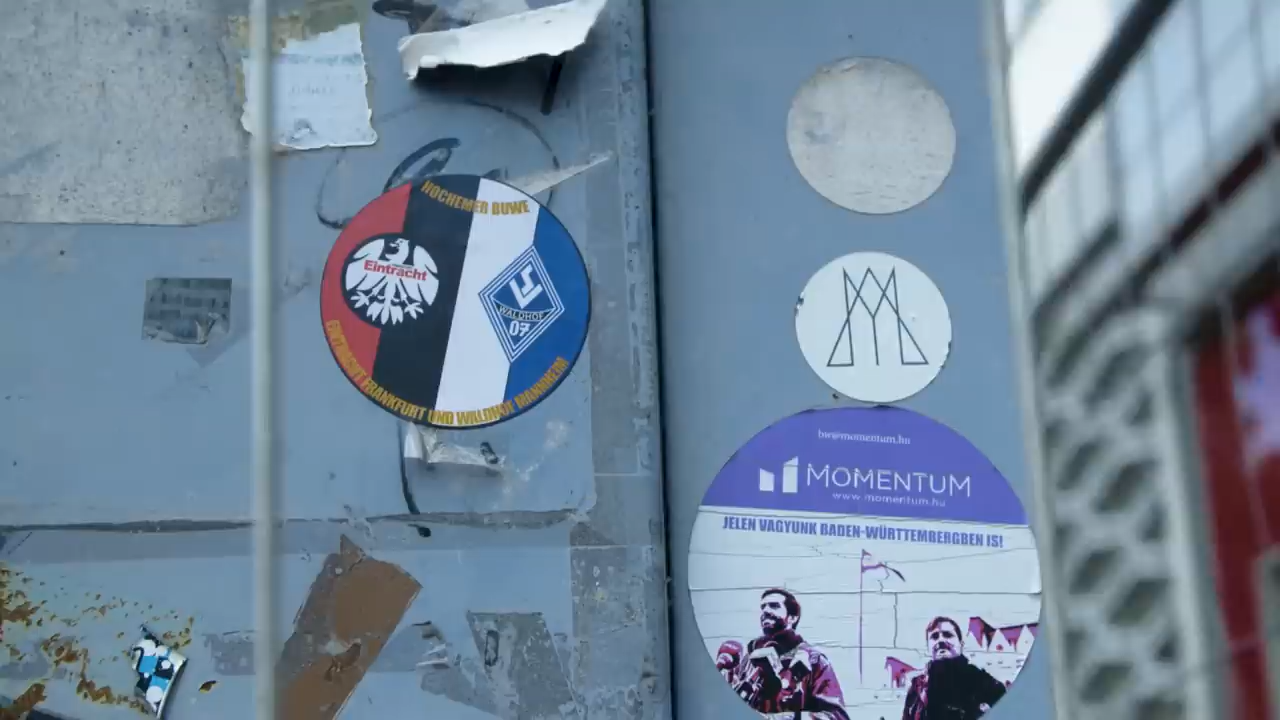 HOCHEMER BUWE
Eintracht
WALDHOF
07
EINTRACHT FRANKFURT UND WALDHOF MANNHEIM
bw@momentum.hu
MOMENTUM
www.momentum.hu
JELEN VAGYUNK BADEN-WÜRTTEMBERGBEN IS!